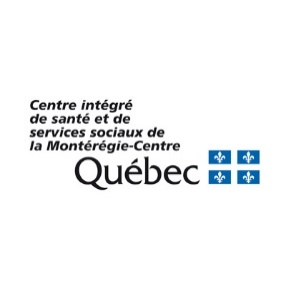 Centre intégré
de santé et de
services sociaux de
la Montérégie-Centre
Québec